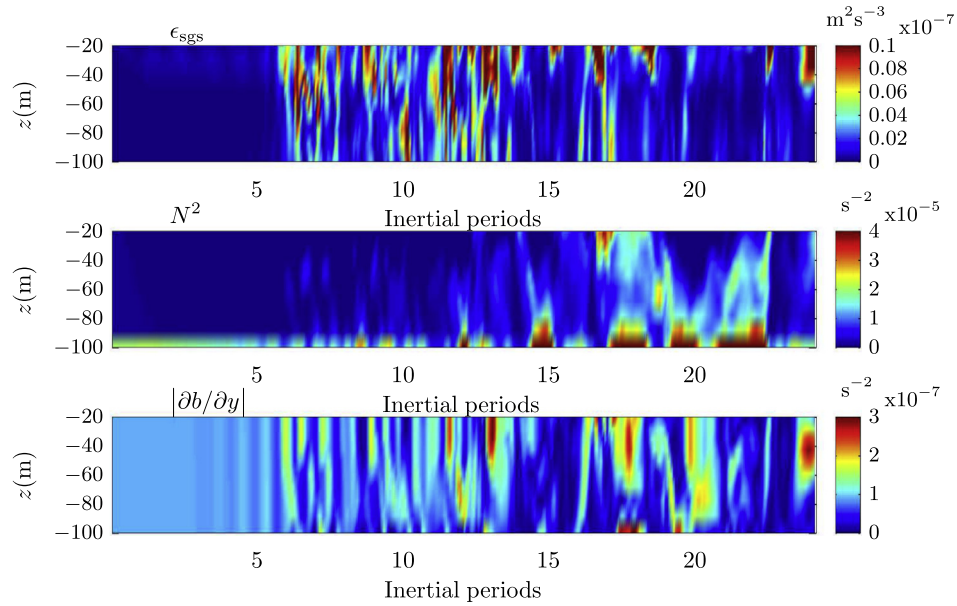 m²s⁻³ x10⁻⁷
ϵsgs
−20
−40
−60
−80
−100
z(m)
0.1
0.08
0.06
0.04
0.02
0
5 10 15 20
Inertial periods
s⁻² x10⁻⁵
N²
−20
−40
−60
−80
−100
z(m)
4
3
2
1
0
5 10 15 20
Inertial periods
s⁻² x10⁻⁷
|∂b/∂y|
−20
−40
−60
−80
−100
z(m)
3
2
1
0
5 10 15 20
Inertial periods